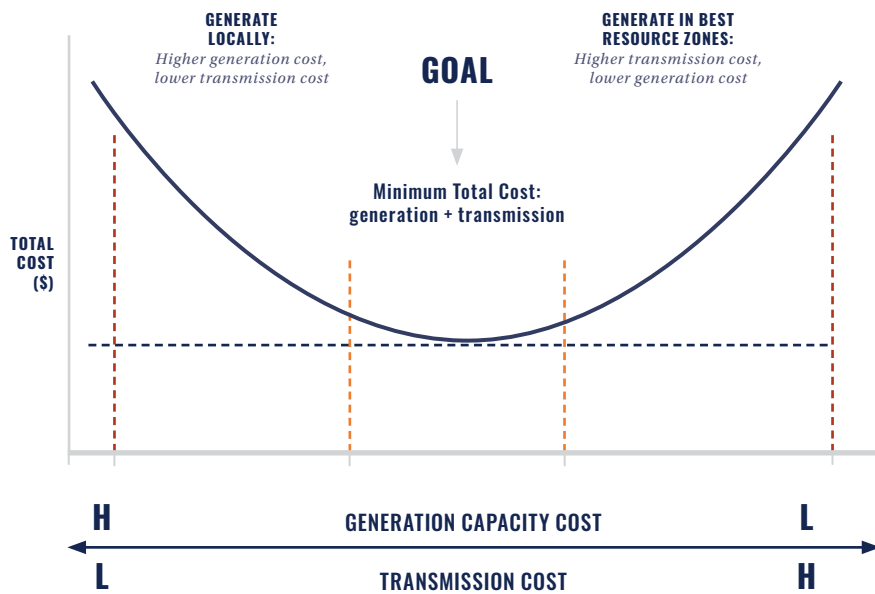 GENERATE
LOCALLY:
Higher generation cost,
lower transmission cost
GOAL
GENERATE IN BEST
RESOURCE ZONES:
Higher transmission cost,
lower generation cost
Minimum Total Cost:
generation + transmission
TOTAL
COST
($)
H
GENERATION CAPACITY COST
L
L
TRANSMISSION COST
H